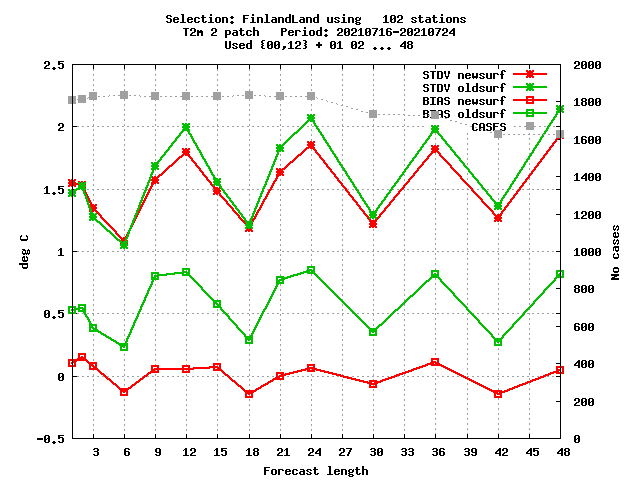 Selection: FinlandLand using   102 stations
T2m 2 patch   Period: 20210716-20210724
Used {00,12} + 01 02 ... 48
STDV newsurf
STDV oldsurf
BIAS newsurf
BIAS oldsurf
CASES
2.5
2
1.5
1
0.5
0
-0.5
deg C
2000
1800
1600
1400
1200
1000
800
600
400
200
0
No cases
3 6 9 12 15 18 21 24 27 30 33 36 39 42 45 48
Forecast length